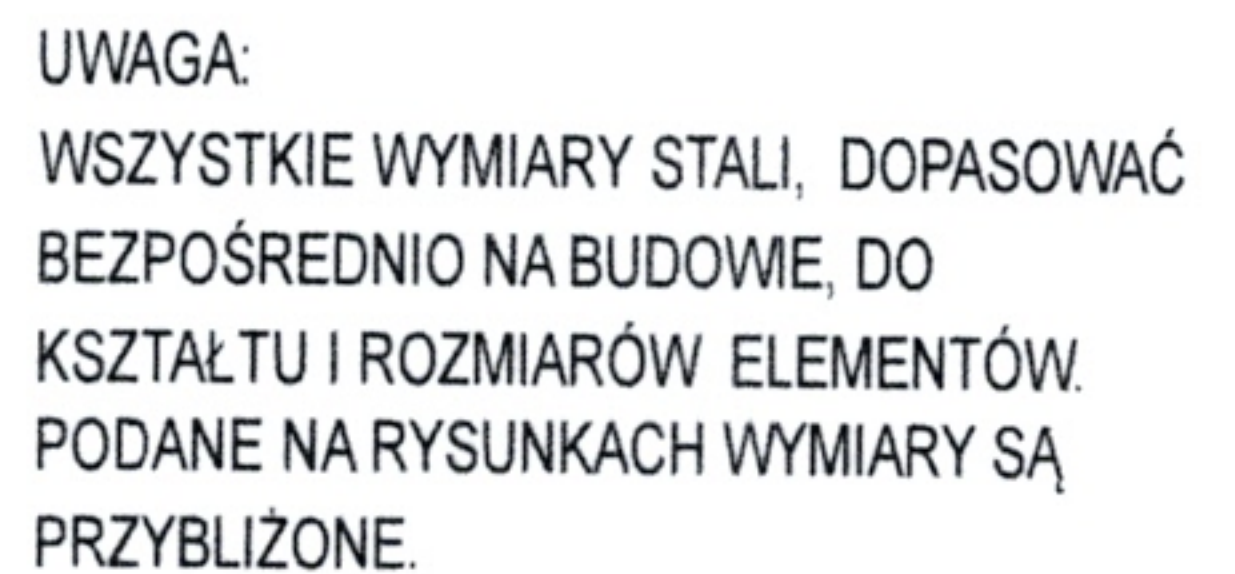 UWAGA:
WSZYSTKIE WYMIARY STALI, DOPASOWAĆ
BEZPOŚREDNIO NA BUDOWIE, DO
KSZTAŁTU I ROZMIARÓW ELEMENTÓW.
PODANE NA RYSUNKACH WYMIARY SĄ
PRZYBLIŻONE.